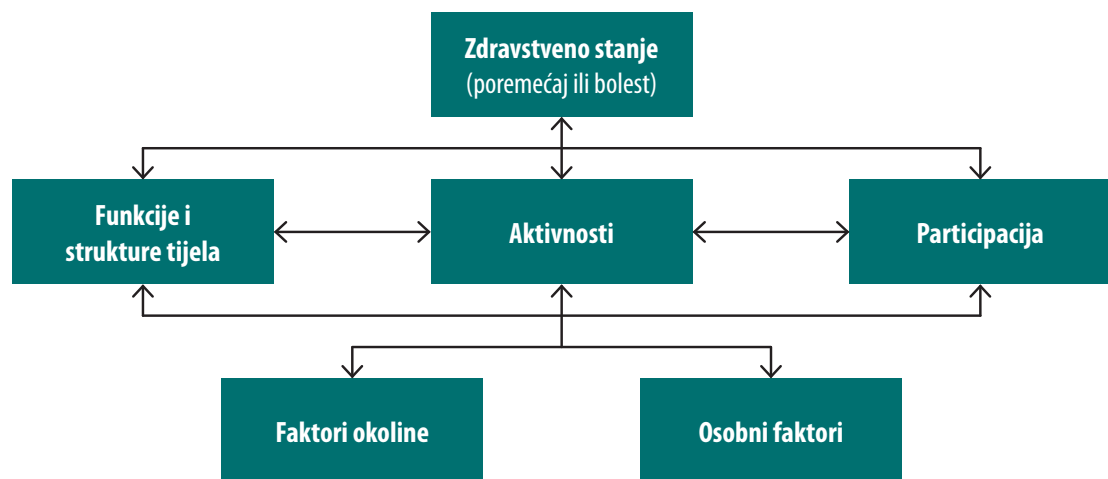 Zdravstveno stanje
(poremećaj ili bolest)
Funkcije i
strukture tijela
Aktivnosti
Participacija
Faktori okoline
Osobni faktori